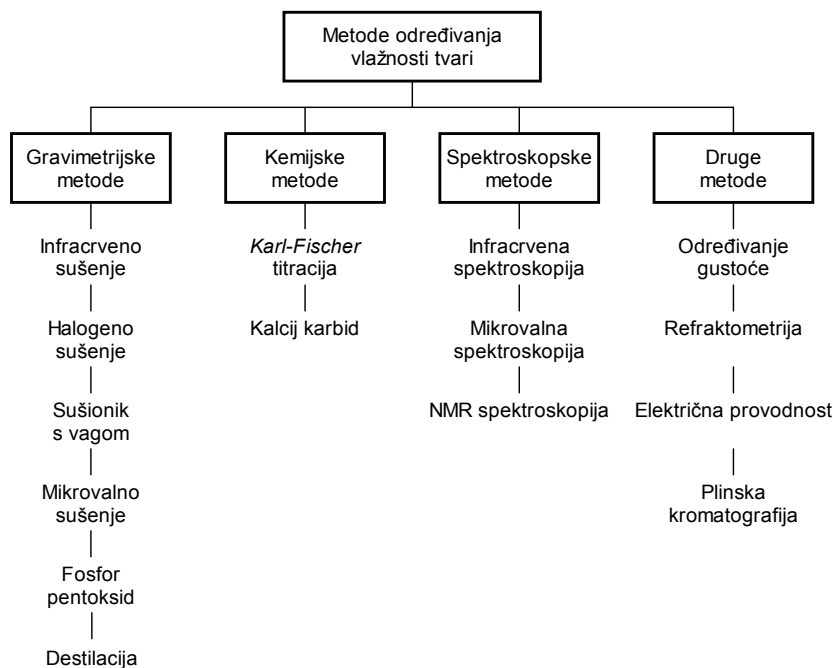 Metode određivanja
vlažnosti tvari
Gravimetrijske
metode
Kemijske
metode
Spektroskopske
metode
Druge
metode
Infracrveno
sušenje
Halogeno
sušenje
Sušionik
s vagom
Mikrovalno
sušenje
Fosfor
pentoksid
Destilacija
Karl-Fischer
titracija
Kalcij karbid
Infracrvena
spektroskopija
Mikrovalna
spektroskopija
NMR spektroskopija
Određivanje
gustoće
Refraktometrija
Električna provodnost
Plinska
kromatografija